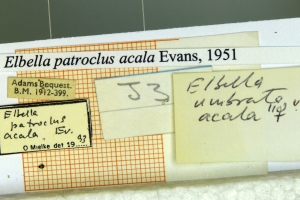 Elbella patroclus acala Evans, 1951
Adams Bequest.
B.M. 1912-399.
Elbella
patroclus
acala. Ev.
O Mielke det 19
J3
Elbella
umbrata
acala